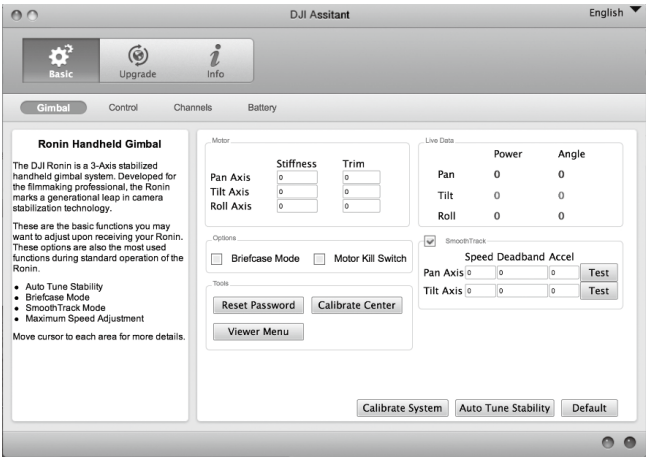 DJI Assitant
English
Basic
Upgrade
Info
Gimbal
Control
Channels
Battery
Ronin Handheld Gimbal
The DJI Ronin is a 3-Axis stabilized
handheld gimbal system. Developed for
the filmmaking professional, the Ronin
marks a generational leap in camera
stabilization technology.
These are the basic functions you may
want to adjust upon receiving your Ronin.
These options are also the most used
functions during standard operation of the
Ronin.
• Auto Tune Stability
• Briefcase Mode
• SmoothTrack Mode
• Maximum Speed Adjustment
Move cursor to each area for more details.
Motor
Stiffness Trim
Pan Axis 0 0
Tilt Axis 0 0
Roll Axis 0 0
Options
Briefcase Mode Motor Kill Switch
Tools
Reset Password Calibrate Center
Viewer Menu
Live Data
Power Angle
Pan 0 0
Tilt 0 0
Roll 0 0
SmoothTrack
Speed Deadband Accel
Pan Axis 0 0 0 Test
Tilt Axis 0 0 0 Test
Calibrate System Auto Tune Stability Default